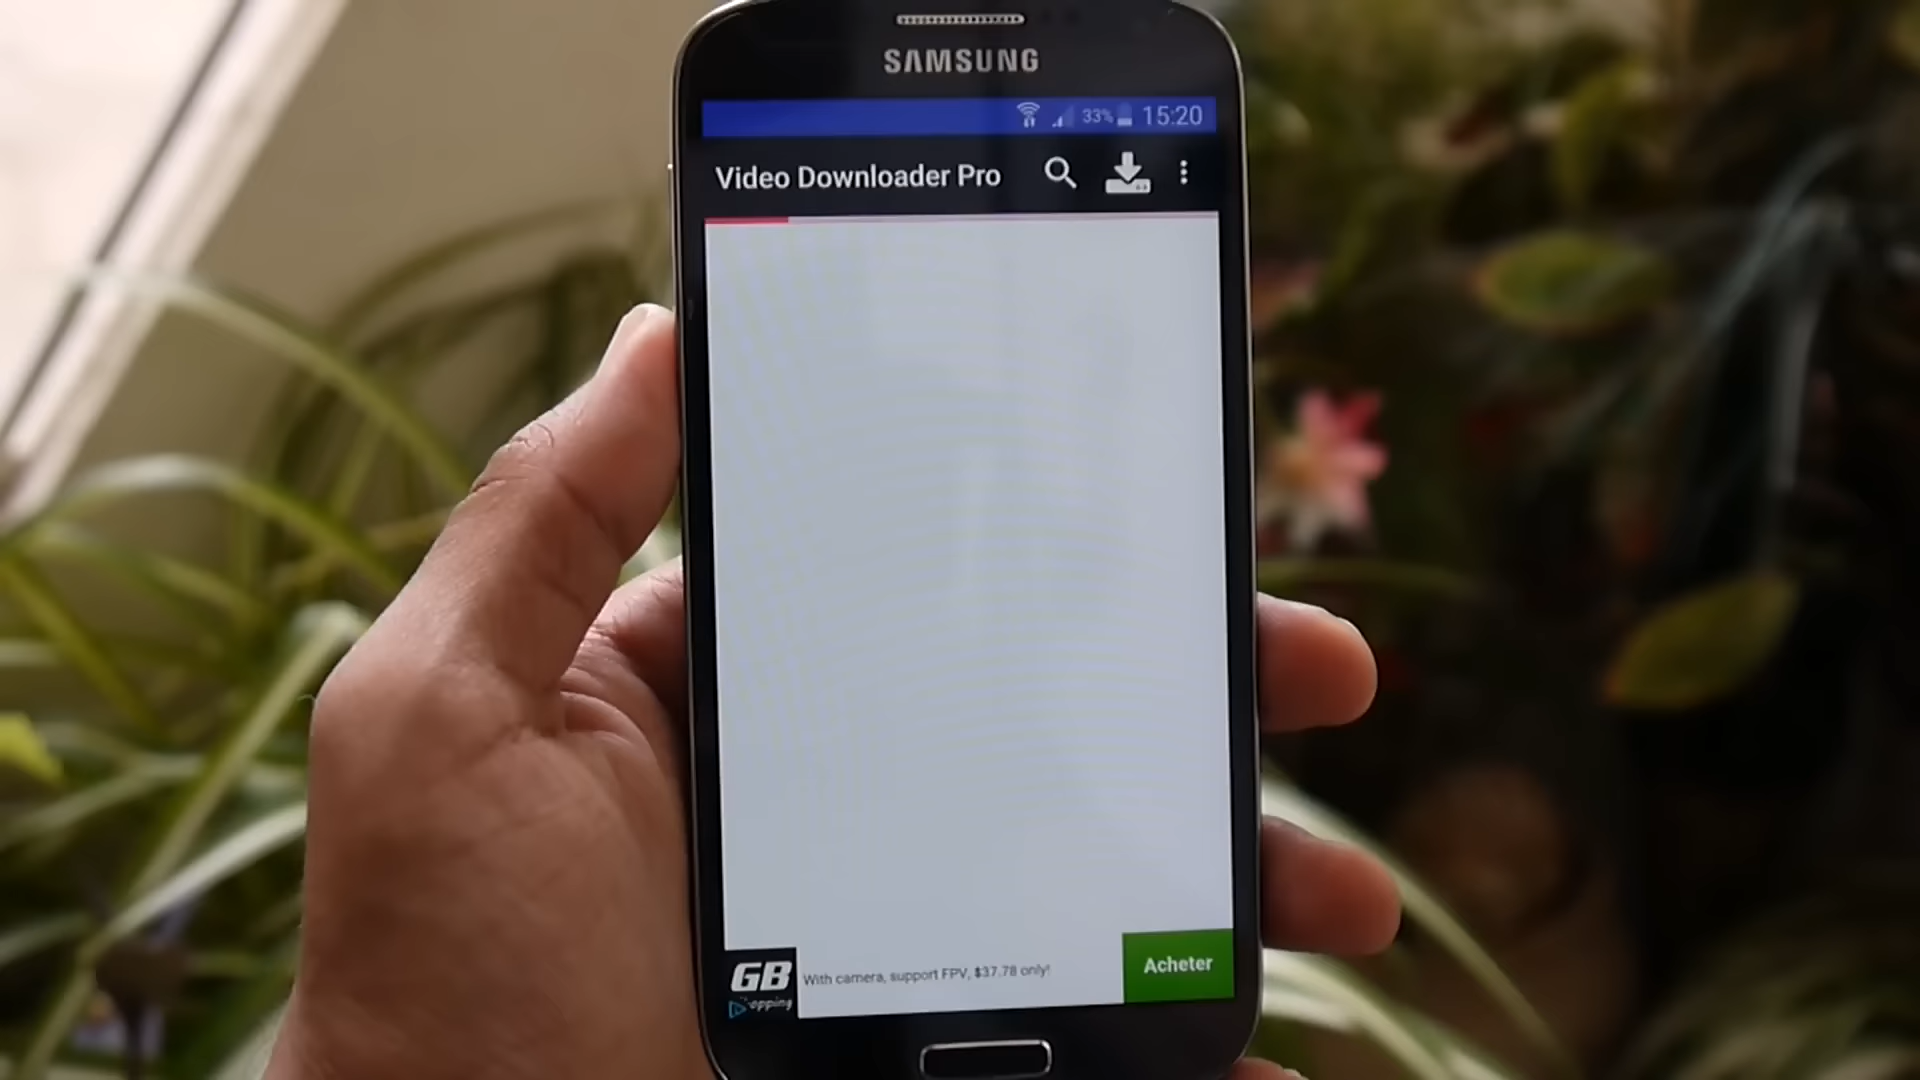 SAMSUNG
33% 15:20
Video Downloader Pro
GB
With camera, support FPV, $37.78 only!
Acheter